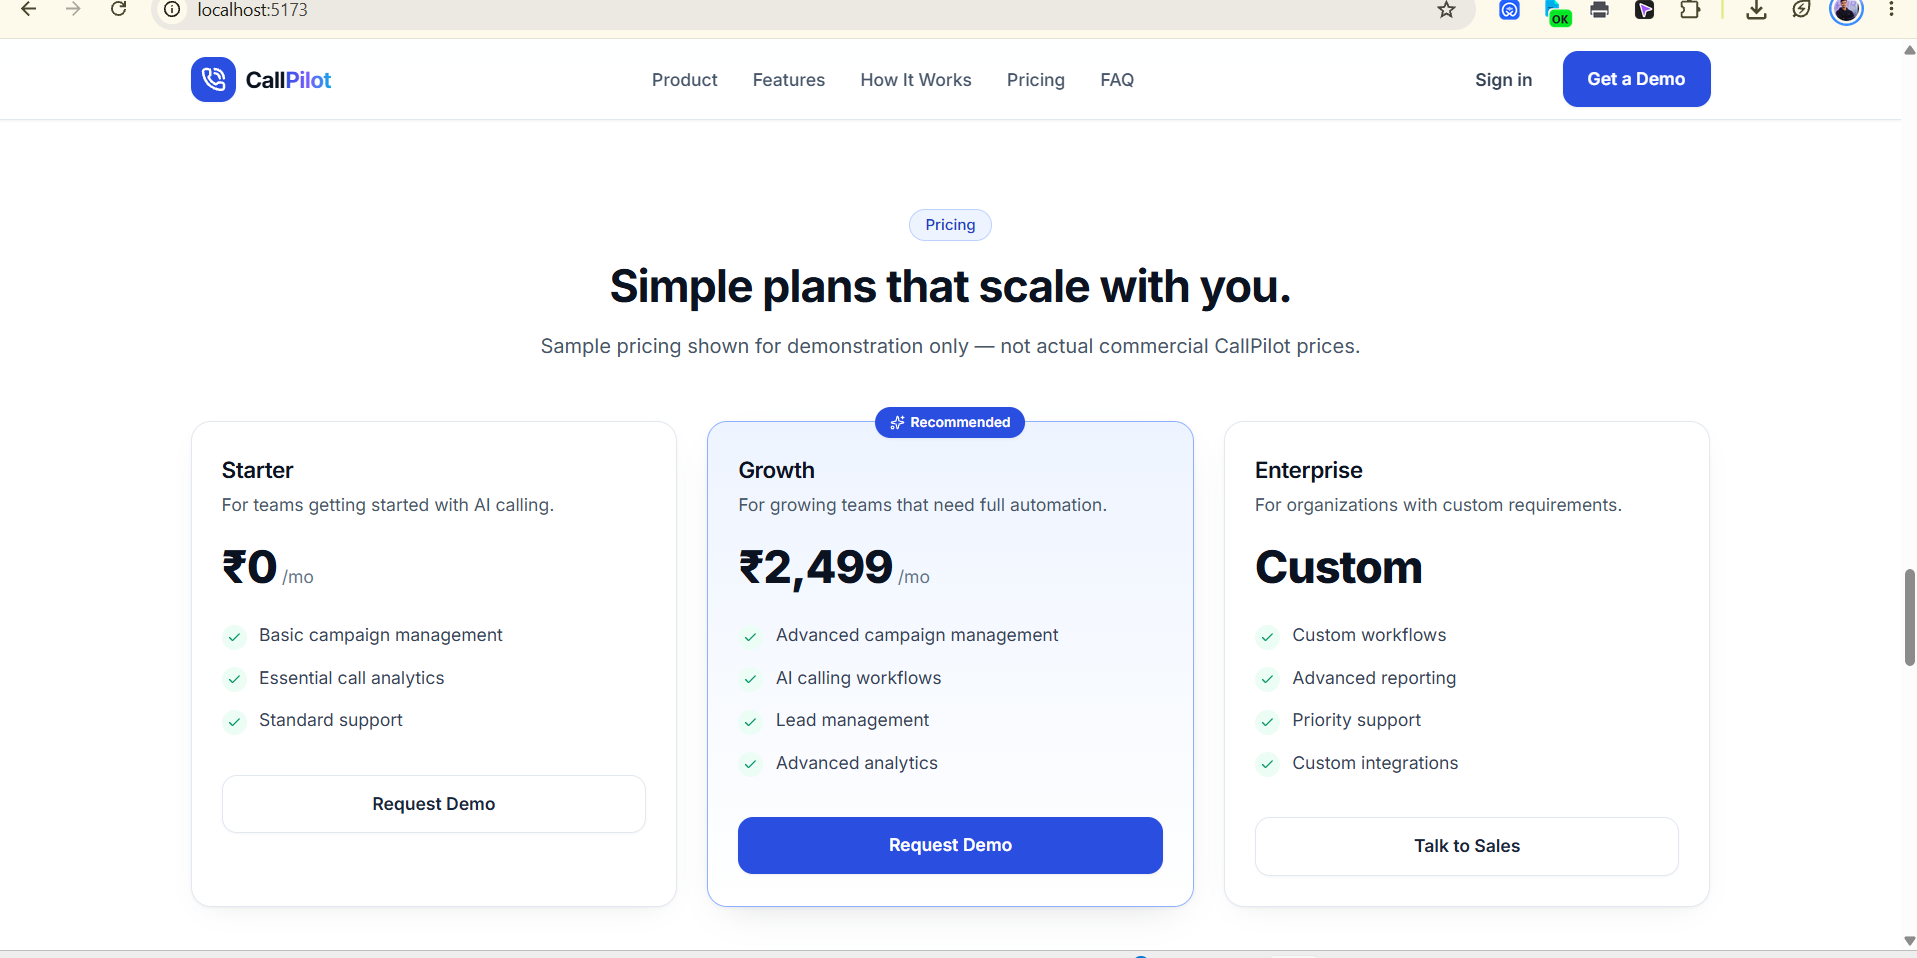 localhost:5173
OK
CallPilot
Product
Features
How It Works
Pricing
FAQ
Sign in
Get a Demo
Pricing
Simple plans that scale with you.
Sample pricing shown for demonstration only — not actual commercial CallPilot prices.
Starter
For teams getting started with AI calling.
₹0 /mo
Basic campaign management
Essential call analytics
Standard support
Request Demo
Recommended
Growth
For growing teams that need full automation.
₹2,499 /mo
Advanced campaign management
AI calling workflows
Lead management
Advanced analytics
Request Demo
Enterprise
For organizations with custom requirements.
Custom
Custom workflows
Advanced reporting
Priority support
Custom integrations
Talk to Sales